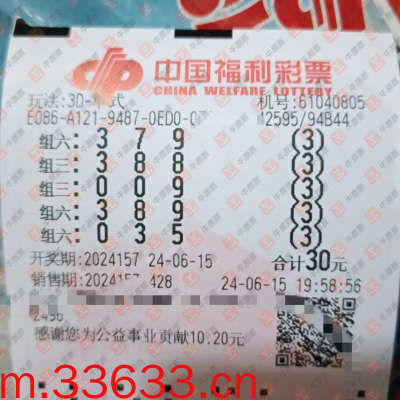 中国福利彩票
CHINA WELFARE LOTTERY
玩法:3D-单式 机号:61040805
E086-A121-9487-0ED0-0 M2595/94B44
组六: 3 7 9 (3)
组三: 3 8 8 (3)
组三: 0 0 9 (3)
组六: 3 8 9 (3)
组六: 0 3 5 (3)
开奖期:2024157 24-06-15 合计30元
销售期:2024157 428 24-06-15 19:58:56
感谢您为公益事业贡献10.20元
m.33633.cn